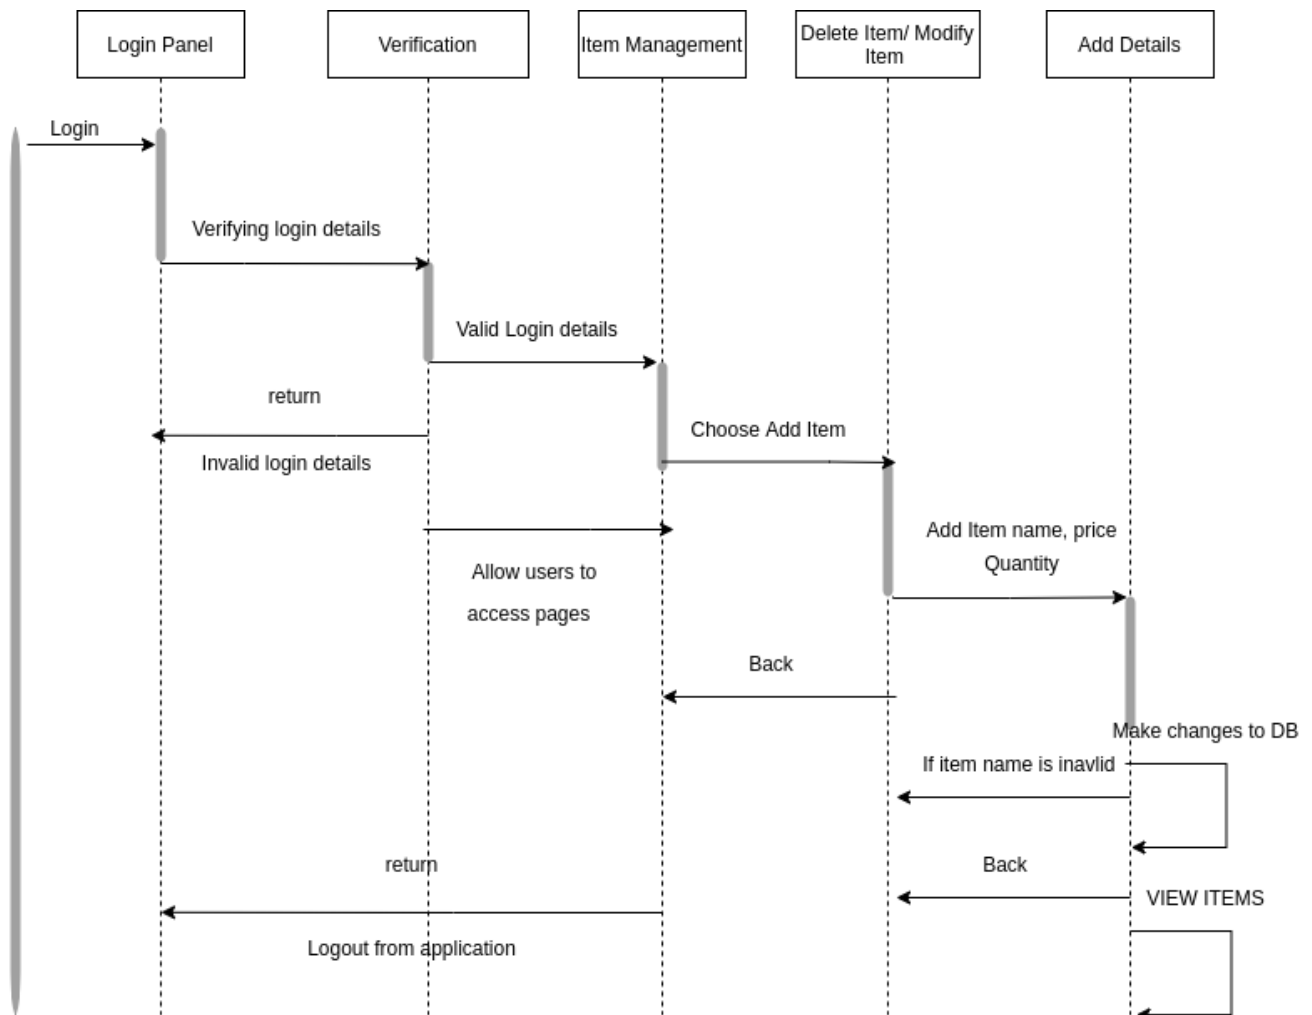 Login Panel
Verification
Item Management
Delete Item/ Modify
Item
Add Details
Login
Verifying login details
Valid Login details
return
Invalid login details
Choose Add Item
Allow users to
access pages
Add Item name, price
Quantity
Back
Make changes to DB
If item name is inavlid
return
Back
VIEW ITEMS
Logout from application